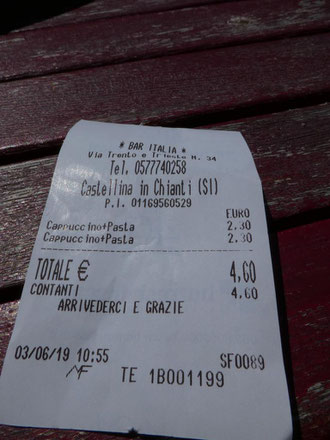 * BAR ITALIA *
Via Trento e Trieste N. 34
Tel. 0577740258
Castellina in Chianti (SI)
P.I. 01169560529
EURO
Cappuccino+Pasta 2,30
Cappuccino+Pasta 2,30
TOTALE € 4,60
CONTANTI 4,60
ARRIVEDERCI E GRAZIE
03/06/19 10:55 SF0089
MF TE 1B001199